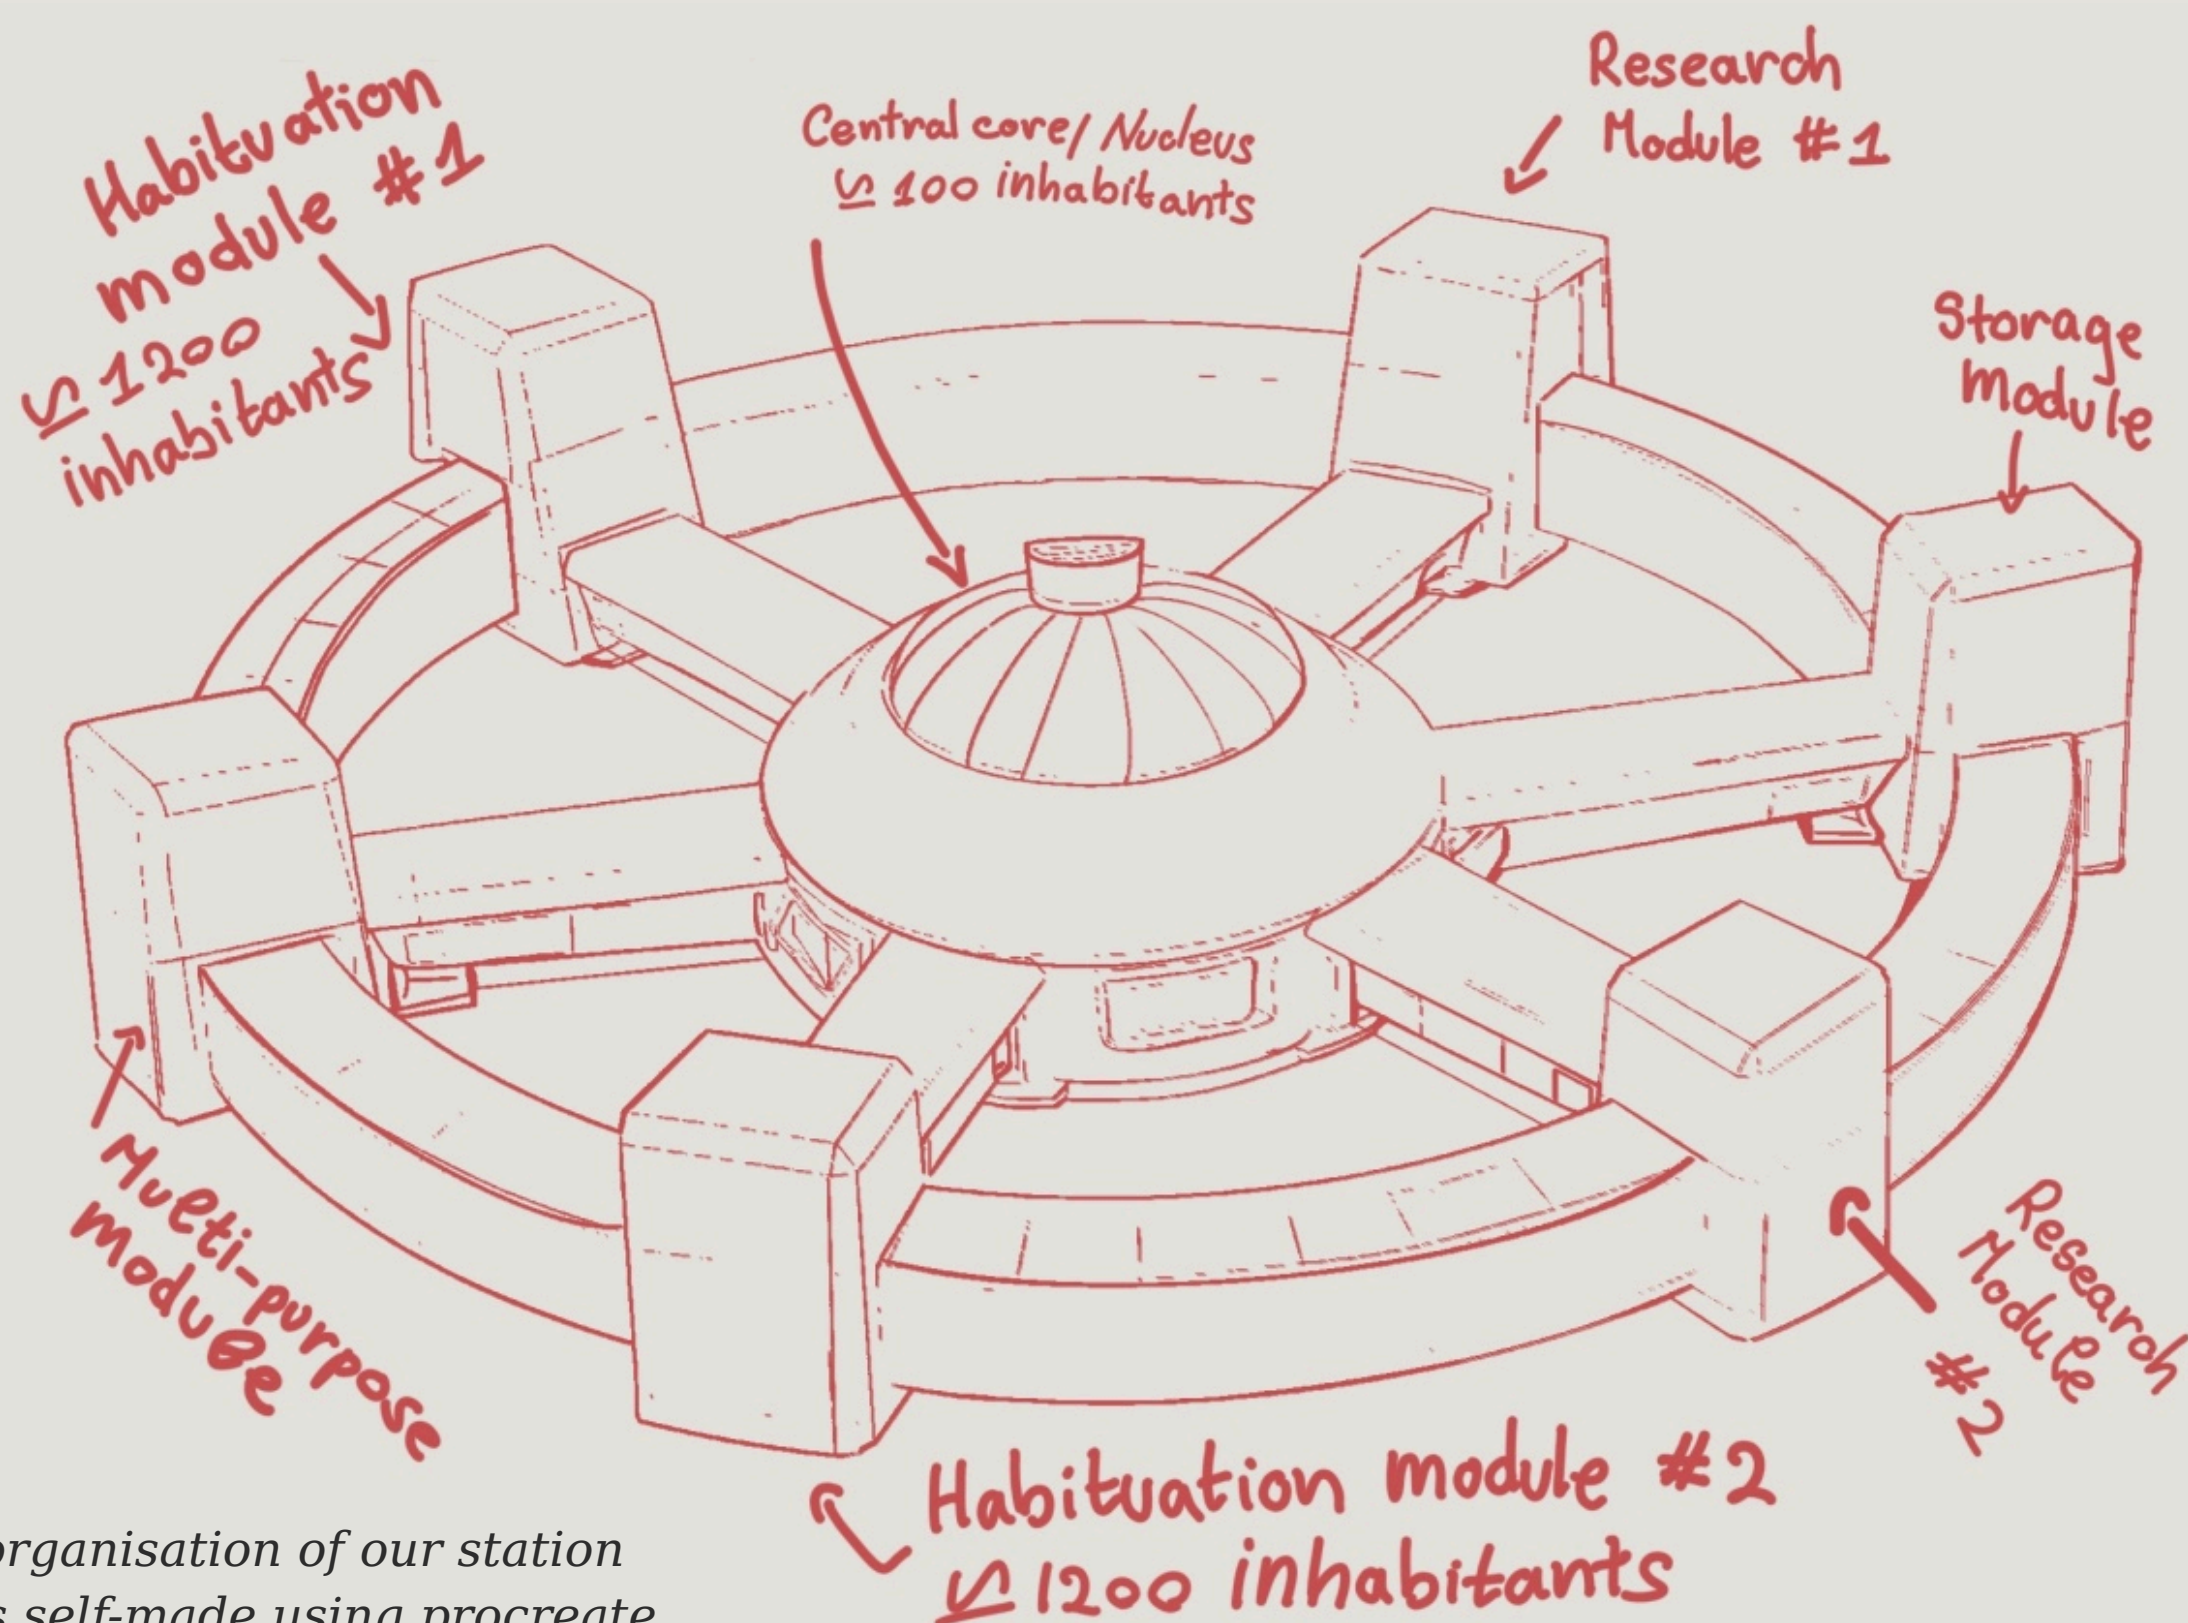 Habituation
module #1
≌ 1200
inhabitants
Central core/Nucleus
≌ 100 inhabitants
Research
Module #1
Storage
Module
Multi-purpose
Module
Research
Module
#2
Habituation module #2
≌ 1200 inhabitants
organisation of our station
self-made using procreate